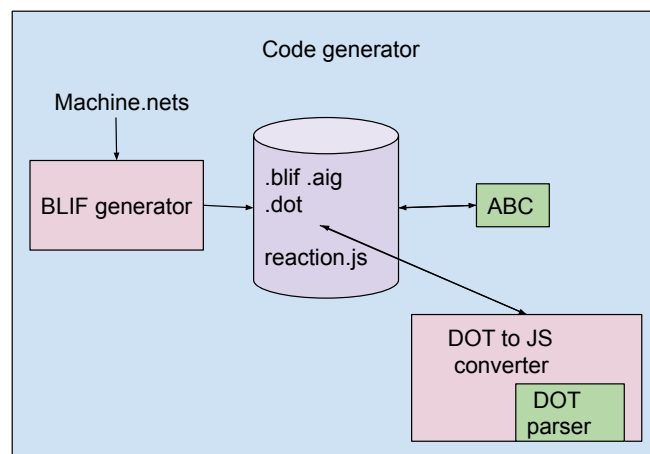 Code generator
Machine.nets
BLIF generator
.blif .aig
.dot
reaction.js
ABC
DOT to JS
converter
DOT
parser